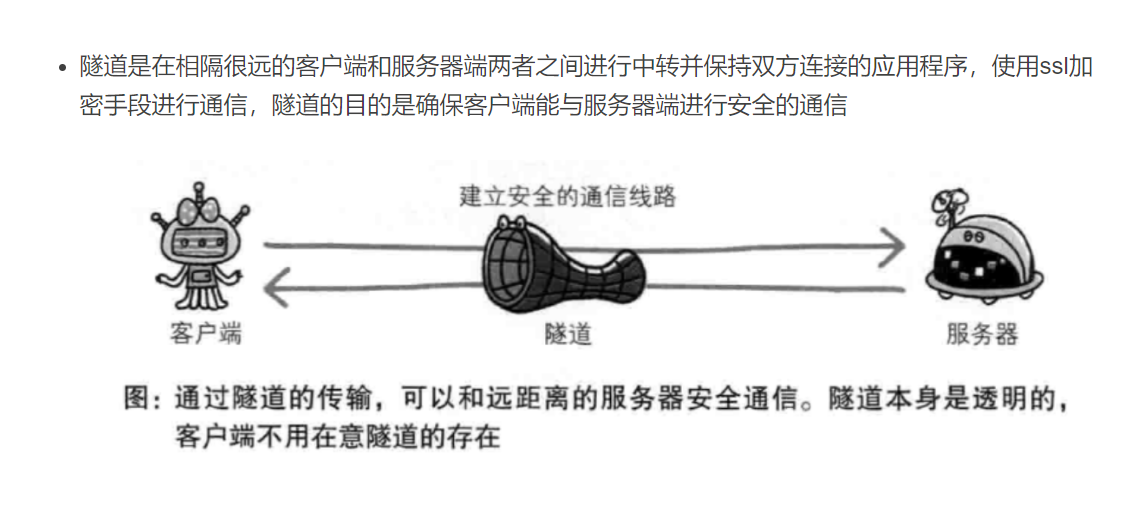 • 隧道是在相隔很远的客户端和服务器端两者之间进行中转并保持双方连接的应用程序，使用ssl加
密手段进行通信，隧道的目的是确保客户端能与服务器端进行安全的通信
建立安全的通信线路
客户端
隧道
服务器
图：通过隧道的传输，可以和远距离的服务器安全通信。隧道本身是透明的，
客户端不用在意隧道的存在